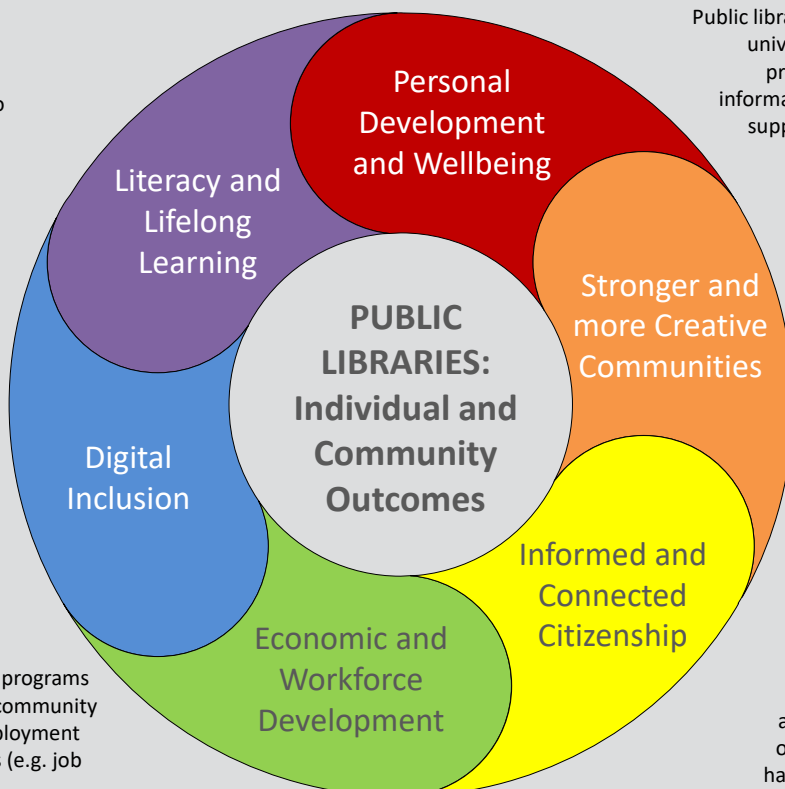 Public libra
univ
pr
informa
supp
o
Personal
Development
and Wellbeing
Literacy and
Lifelong
Learning
Stronger and
more Creative
Communities
PUBLIC
LIBRARIES:
Individual and
Community
Outcomes
Digital
Inclusion
Informed and
Connected
Citizenship
Economic and
Workforce
Development
programs
community
ployment
s (e.g. job
a
o
ha